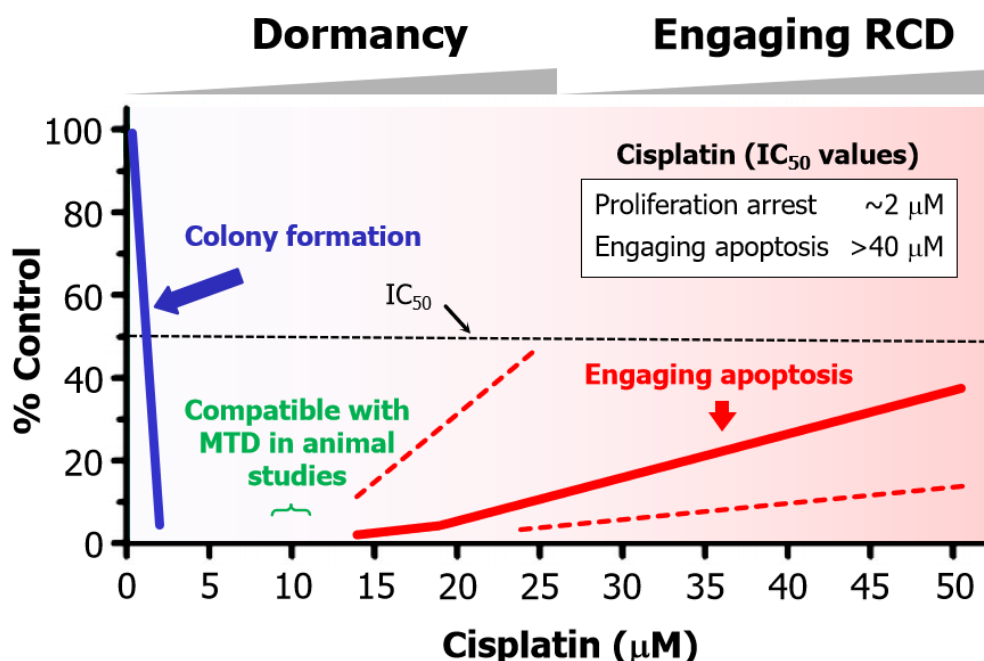 Dormancy
Engaging RCD
% Control
100
80
60
40
20
0
Cisplatin (IC50 values)
Proliferation arrest ~2 μM
Engaging apoptosis >40 μM
Colony formation
IC50
Engaging apoptosis
Compatible with
MTD in animal
studies
0 5 10 15 20 25 30 35 40 45 50
Cisplatin (μM)